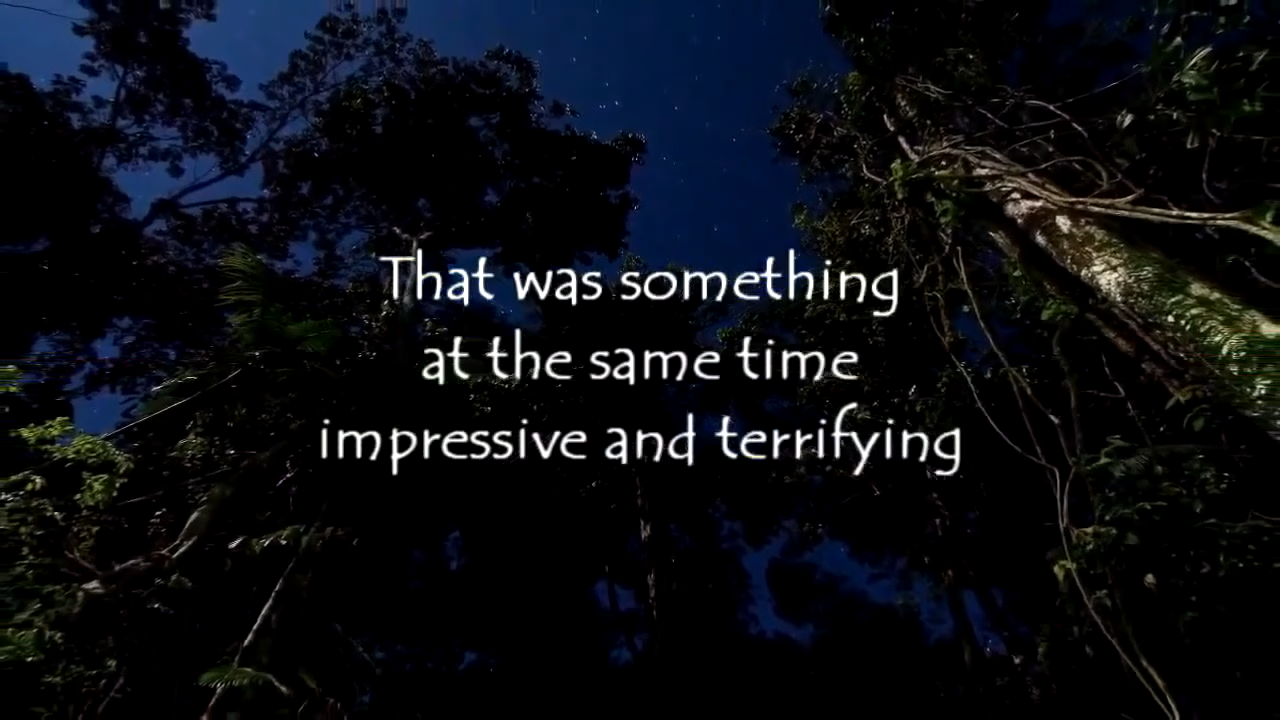 That was something
at the same time
impressive and terrifying